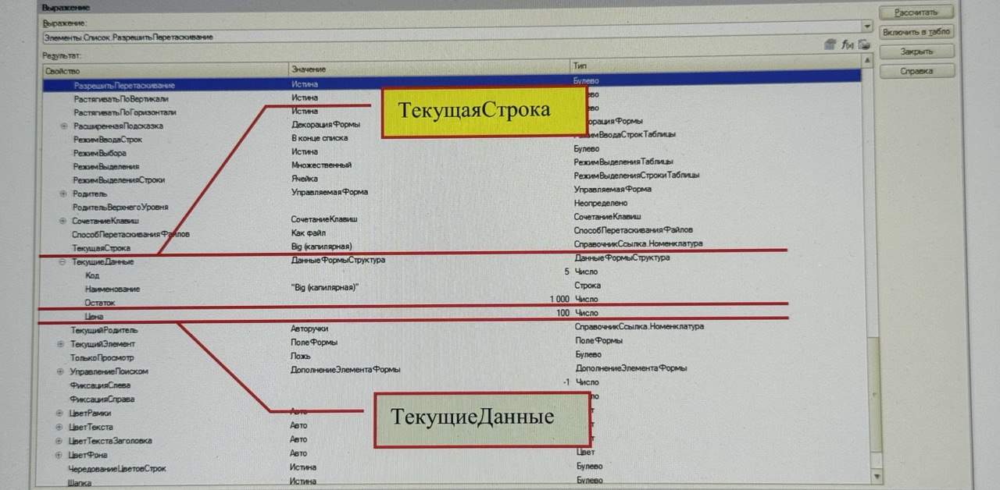 Выражение
Выражение:
Рассчитать
Элементы.Список.РазрешитьПеретаскивание
Включить в табло
Результат:
Закрыть
Свойство Значение Тип
Справка
РазрешитьПеретаскивание Истина Булево
РастягиватьПоВертикали Истина
РастягиватьПоГоризонтали Истина
ТекущаяСтрока
РасширеннаяПодсказка ДекорацияФормы
РежимВводаСтрок В конце списка РежимВводаСтрокТаблицы
РежимВыбора Истина Булево
РежимВыделения Множественный РежимВыделенияТаблицы
РежимВыделенияСтроки Ячейка РежимВыделенияСтрокиТаблицы
Родитель УправляемаяФорма УправляемаяФорма
РодительВерхнегоУровня Неопределено
СочетаниеКлавиш СочетаниеКлавиш СочетаниеКлавиш
СпособПеретаскиванияФайлов Как файл СпособПеретаскиванияФайлов
ТекущаяСтрока Big (капилярная) СправочникСсылка.Номенклатура
ТекущиеДанные ДанныеФормыСтруктура ДанныеФормыСтруктура
Код 5 Число
Наименование "Big (капилярная)" Строка
Остаток 1 000 Число
Цена 100 Число
ТекущийРодитель Авторучки СправочникСсылка.Номенклатура
ТекущийЭлемент ПолеФормы ПолеФормы
ТолькоПросмотр Ложь Булево
УправлениеПоиском ДополнениеЭлементаФормы ДополнениеЭлементаФормы
ФиксацияСлева -1 Число
ФиксацияСправа
ТекущиеДанные
ЦветРамки Авто
ЦветТекста Авто
ЦветТекстаЗаголовка Авто
ЦветФона Авто Цвет
ЧередованиеЦветовСтрок Истина Булево
Шапка Истина Булево